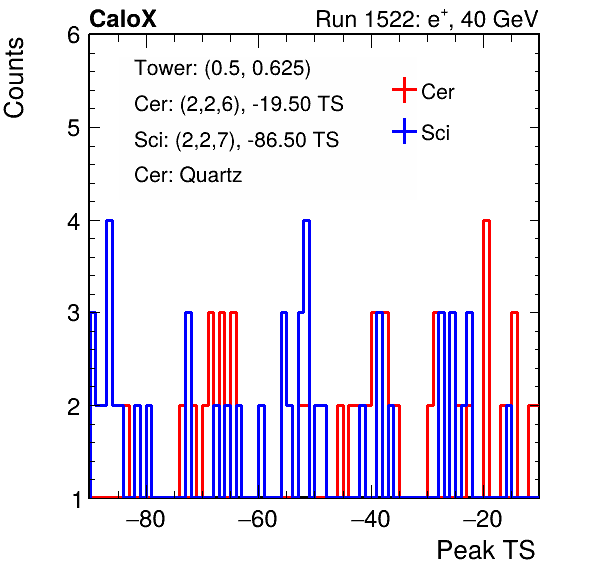 CaloX Run 1522: e⁺, 40 GeV
Counts
6
5
4
3
2
1
Tower: (0.5, 0.625)
Cer: (2,2,6), -19.50 TS
Sci: (2,2,7), -86.50 TS
Cer: Quartz
Cer
Sci
−80 −60 −40 −20
Peak TS